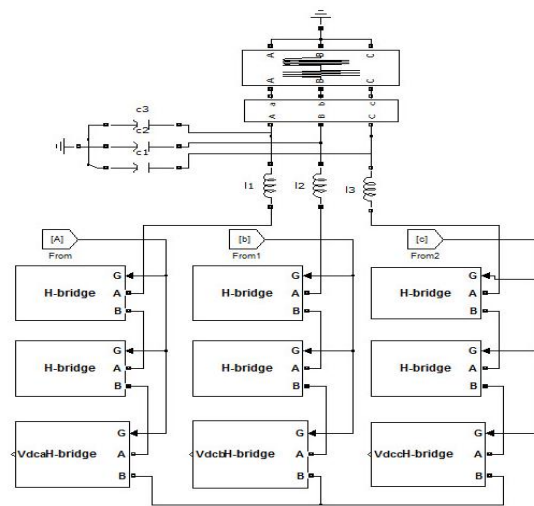 A B C
A B C
a b c
A B C
c3
c2
c1
l1
l2
l3
[A]
From
[b]
From1
[c]
From2
H-bridge
G
A
B
H-bridge
G
A
B
H-bridge
G
A
B
H-bridge
G
A
B
H-bridge
G
A
B
H-bridge
G
A
B
VdcaH-bridge
G
A
B
VdcbH-bridge
G
A
B
VdccH-bridge
G
A
B